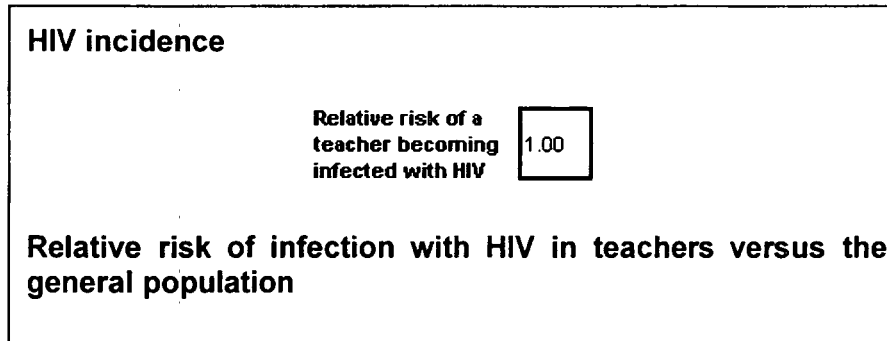 HIV incidence
Relative risk of a
teacher becoming
infected with HIV
1.00
Relative risk of infection with HIV in teachers versus the
general population